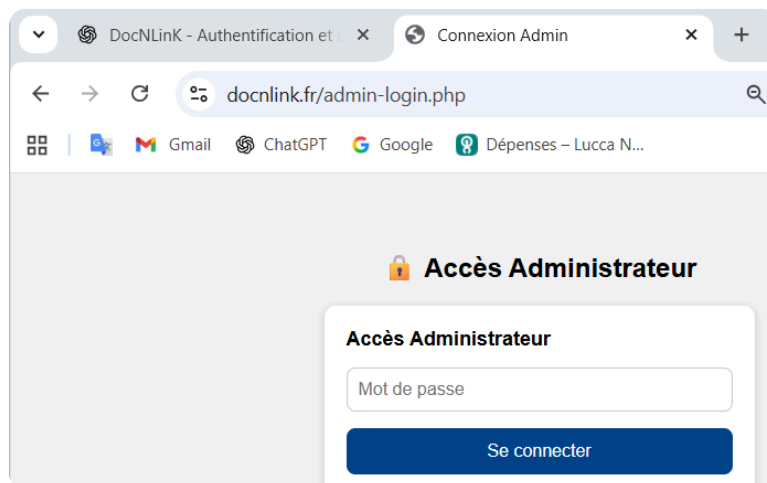 DocNLinK - Authentification et
Connexion Admin
docnlink.fr/admin-login.php
Gmail
ChatGPT
Google
Dépenses – Lucca N...
Accès Administrateur
Accès Administrateur
Mot de passe
Se connecter